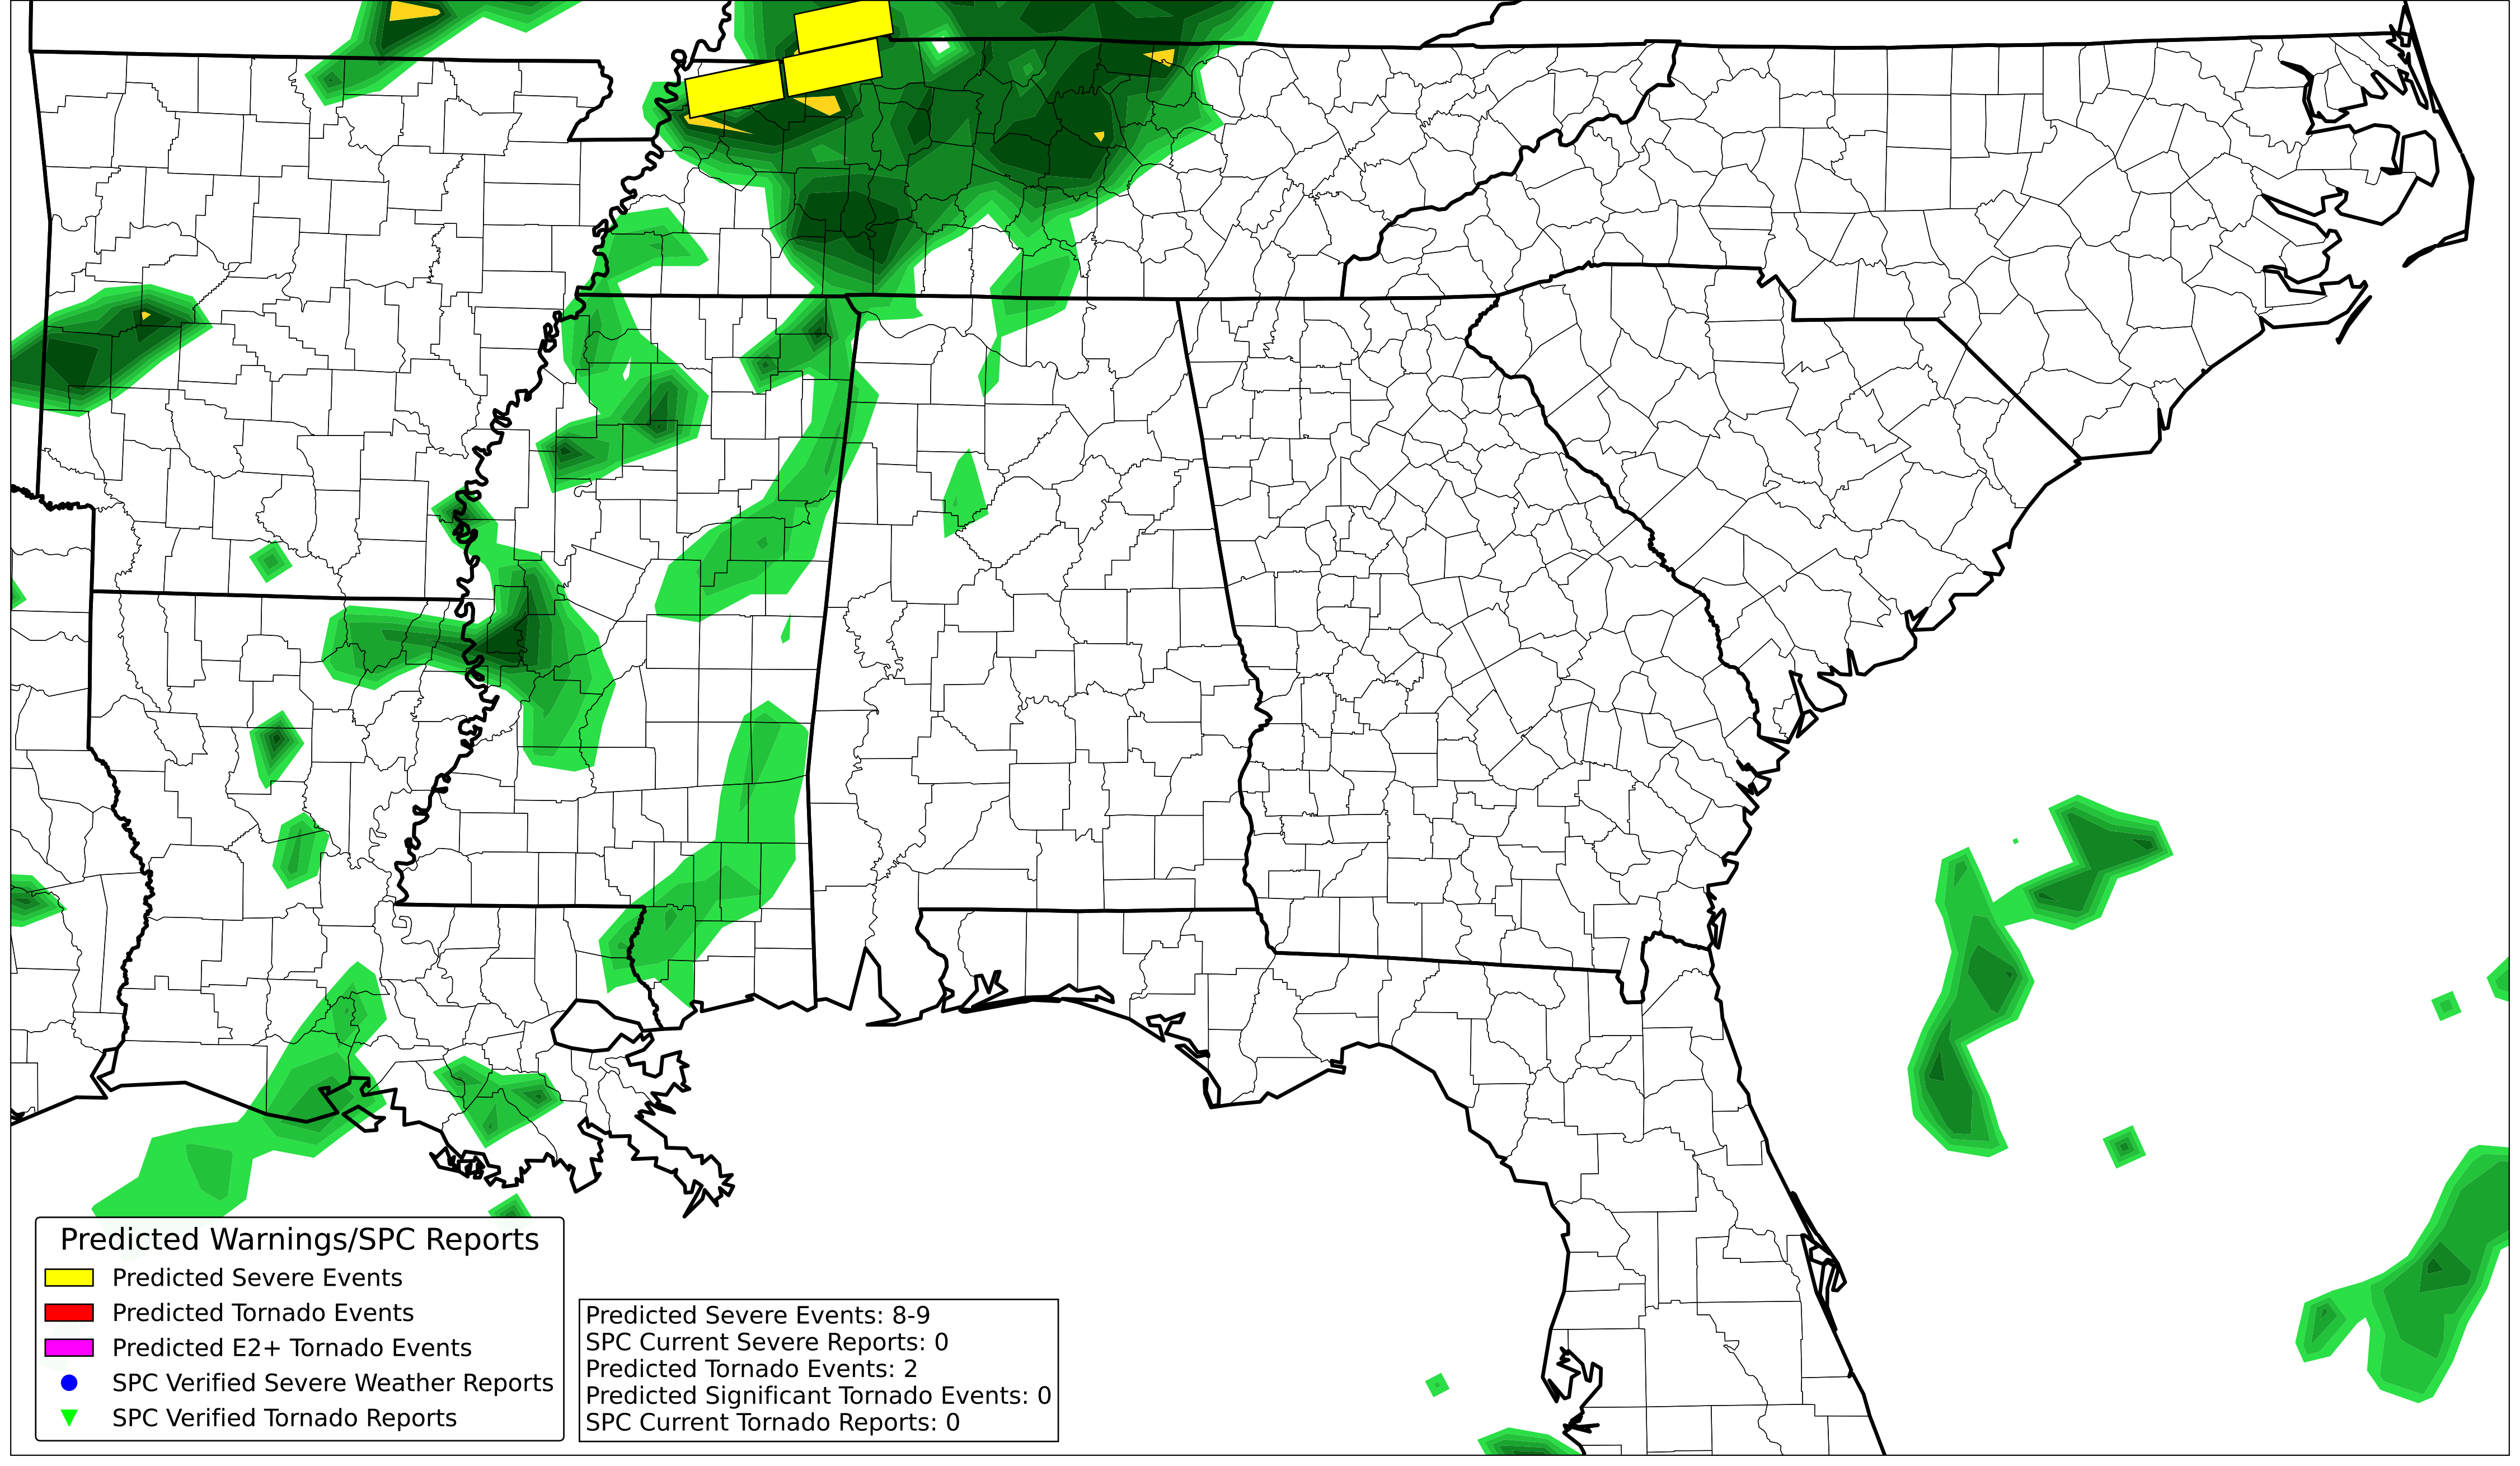 Predicted Warnings/SPC Reports
Predicted Severe Events
Predicted Tornado Events
Predicted E2+ Tornado Events
SPC Verified Severe Weather Reports
SPC Verified Tornado Reports
Predicted Severe Events: 8-9
SPC Current Severe Reports: 0
Predicted Tornado Events: 2
Predicted Significant Tornado Events: 0
SPC Current Tornado Reports: 0